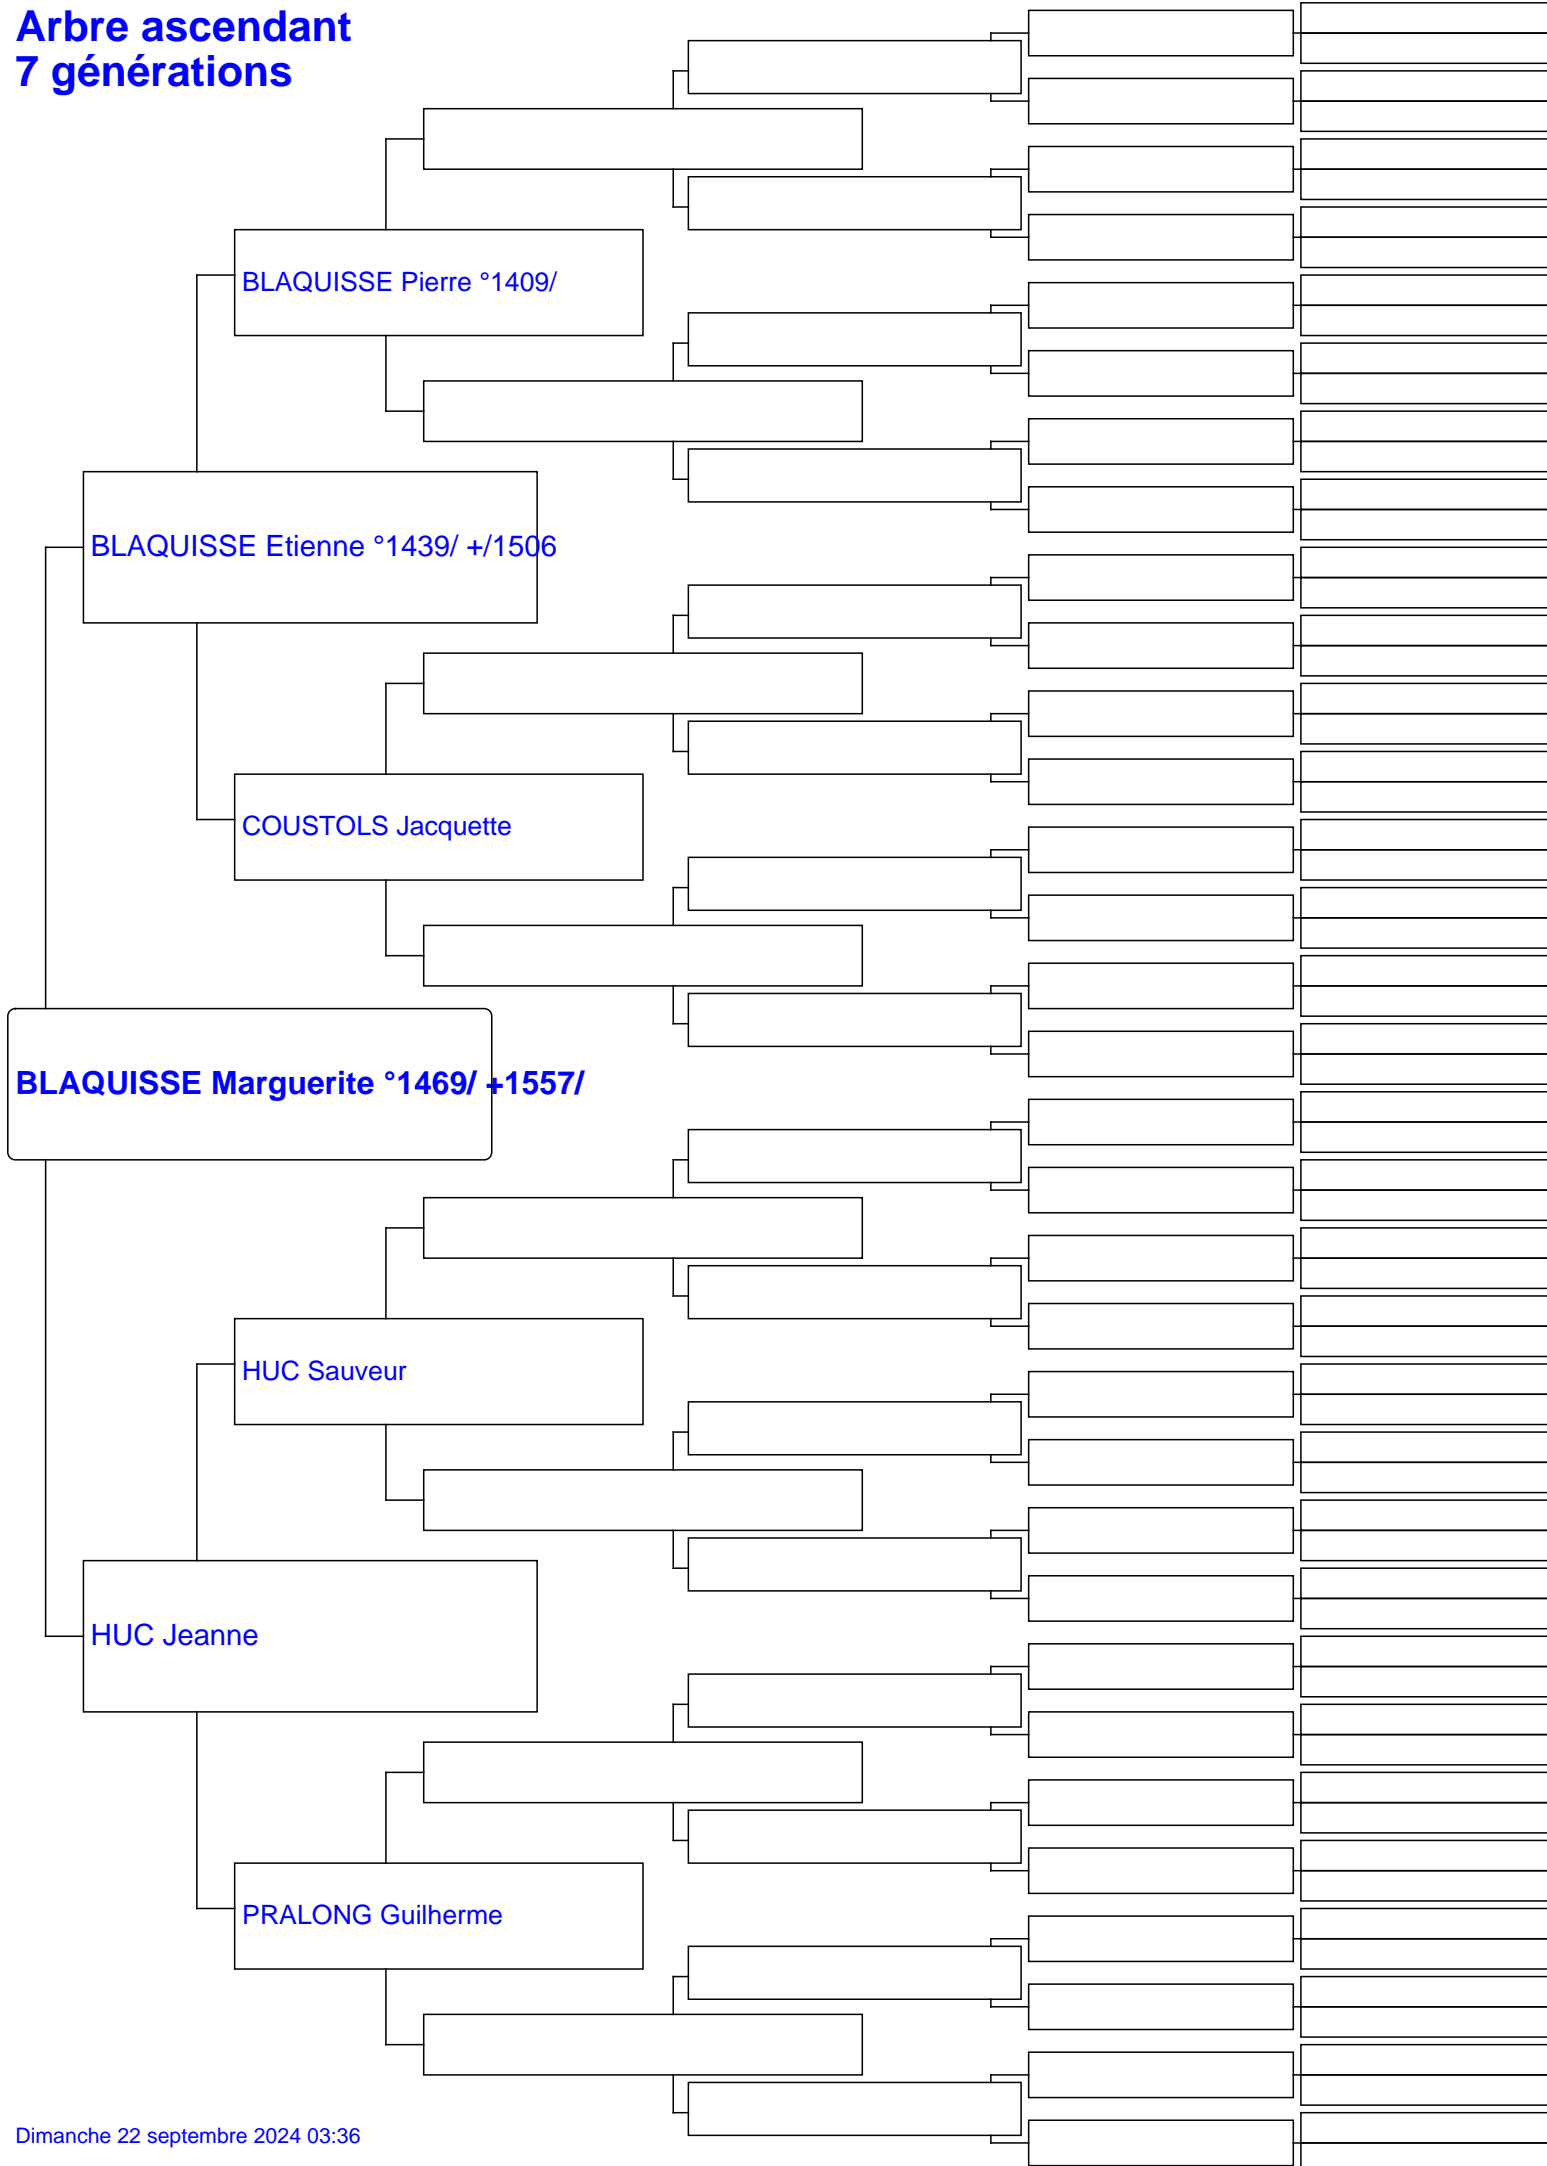 Arbre ascendant
7 générations
BLAQUISSE Pierre °1409/
BLAQUISSE Etienne °1439/ +/1506
COUSTOLS Jacquette
BLAQUISSE Marguerite °1469/ +1557/
HUC Sauveur
HUC Jeanne
PRALONG Guilherme
Dimanche 22 septembre 2024 03:36